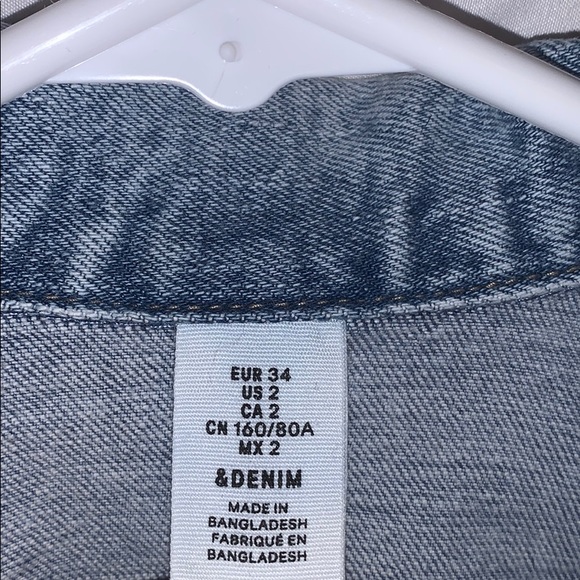 EUR 34
US 2
CA 2
CN 160/80A
MX 2
&DENIM
MADE IN
BANGLADESH
FABRIQUÉ EN
BANGLADESH